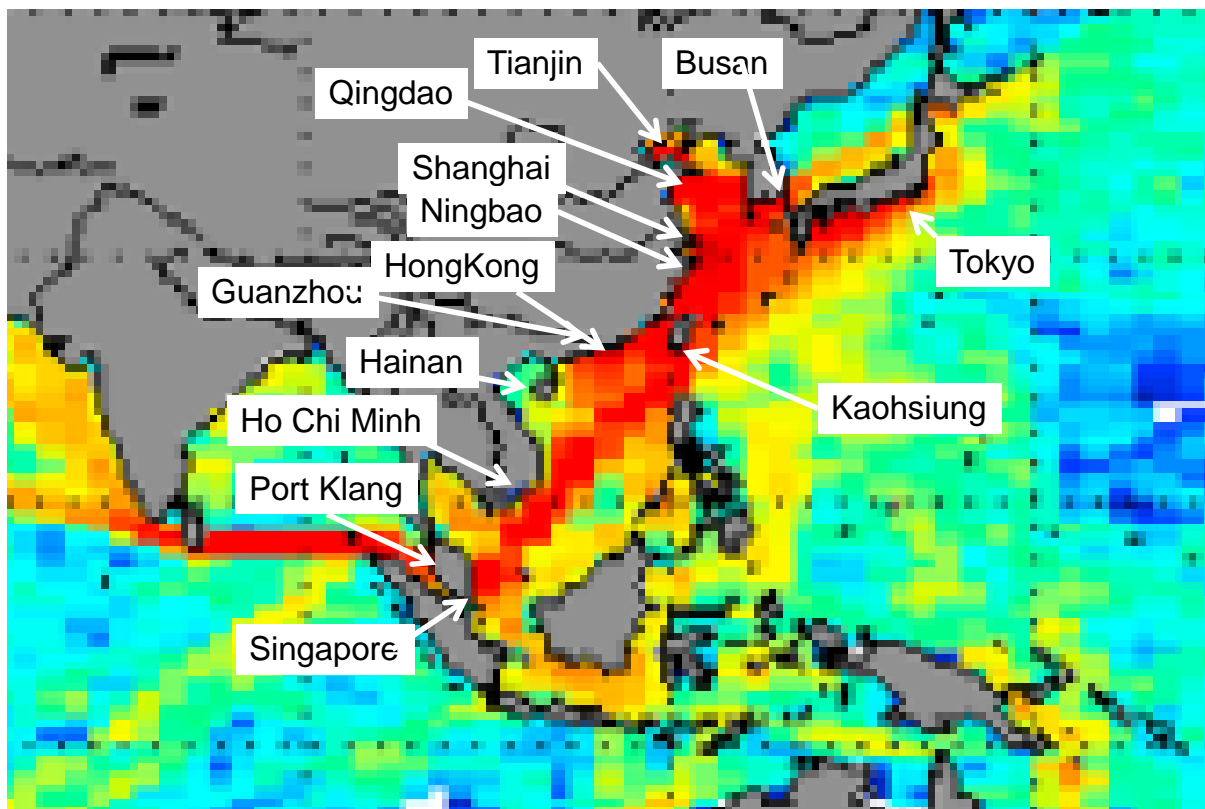 Tianjin
Busan
Qingdao
Shanghai
Ningbao
HongKong
Tokyo
Guanzhou
Hainan
Kaohsiung
Ho Chi Minh
Port Klang
Singapore